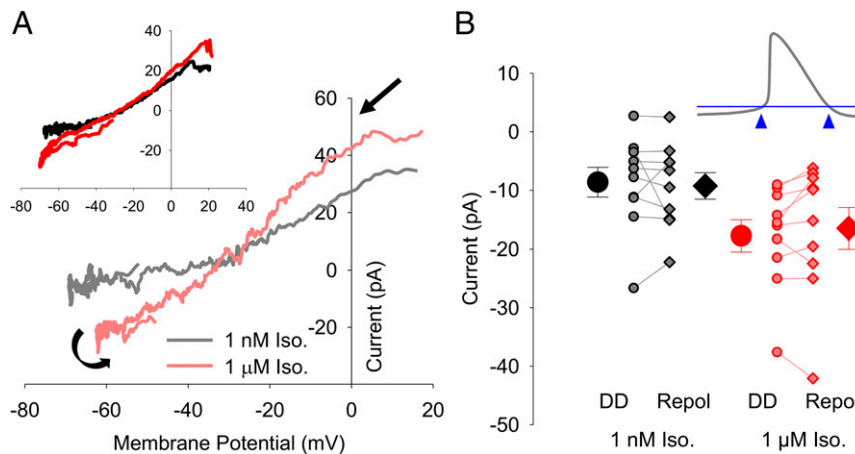 A
40
20
0
-20
-80 -60 -40 -20 0 20 40
60
40
20
0
-20
Current (pA)
1 nM Iso.
1 μM Iso.
-80 -60 -40 -20 0 20
Membrane Potential (mV)
B
10
0
-10
-20
-30
-40
-50
Current (pA)
DD Repol DD Repo
1 nM Iso. 1 µM Iso.